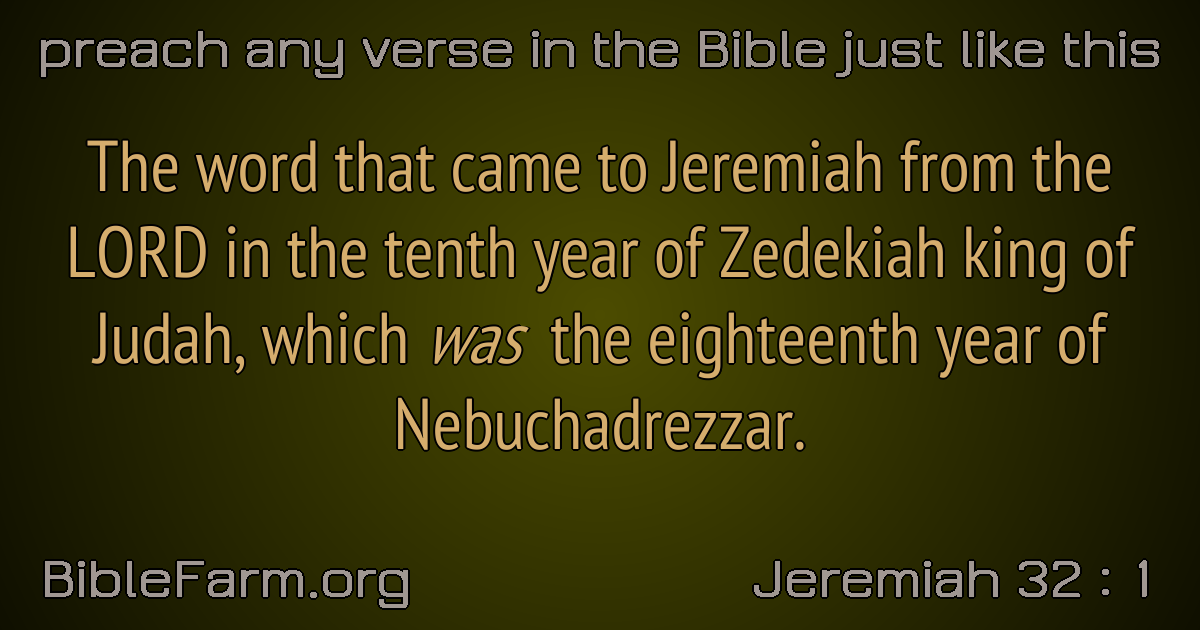 preach any verse in the Bible just like this
The word that came to Jeremiah from the
LORD in the tenth year of Zedekiah king of
Judah, which was the eighteenth year of
Nebuchadrezzar.
BibleFarm.org
Jeremiah 32 : 1